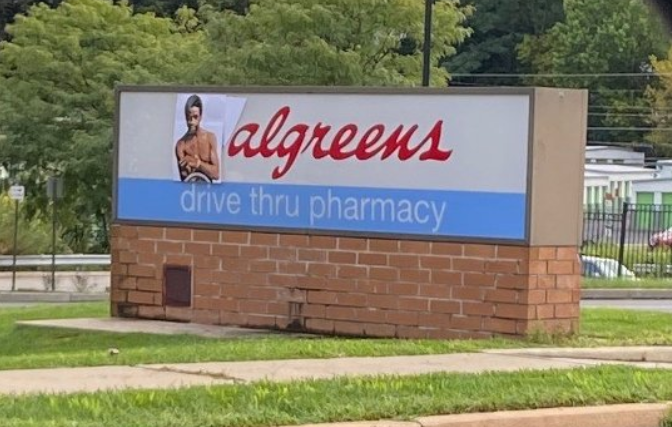 algreens
drive thru pharmacy